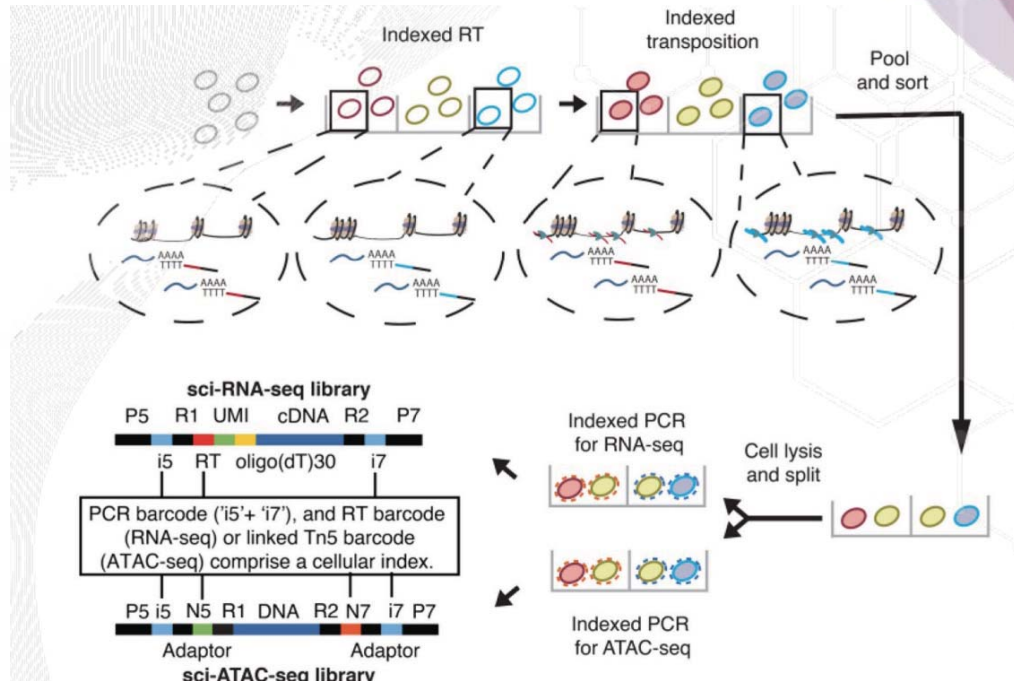 Indexed RT
Indexed
transposition
Pool
and sort
AAAA
TTTT
AAAA
TTTT
AAAA
TTTT
AAAA
TTTT
AAAA
TTTT
AAAA
TTTT
AAAA
TTTT
AAAA
TTTT
sci-RNA-seq library
P5 R1 UMI cDNA R2 P7
i5 RT oligo(dT)30 i7
PCR barcode ('i5'+ 'i7'), and RT barcode
(RNA-seq) or linked Tn5 barcode
(ATAC-seq) comprise a cellular index.
P5 i5 N5 R1 DNA R2 N7 i7 P7
Adaptor Adaptor
sci-ATAC-seq library
Indexed PCR
for RNA-seq
Cell lysis
and split
Indexed PCR
for ATAC-seq